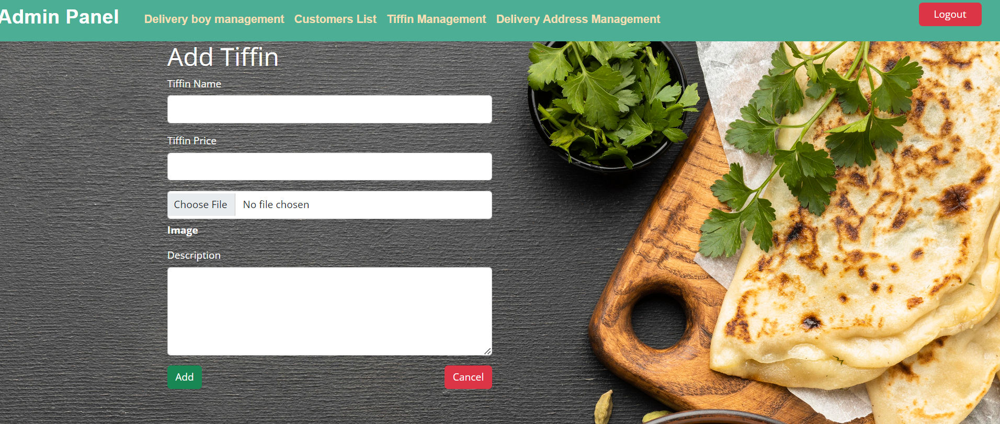 Admin Panel Delivery boy management Customers List Tiffin Management Delivery Address Management Logout
Add Tiffin
Tiffin Name
Tiffin Price
Choose File No file chosen
Image
Description
Add Cancel